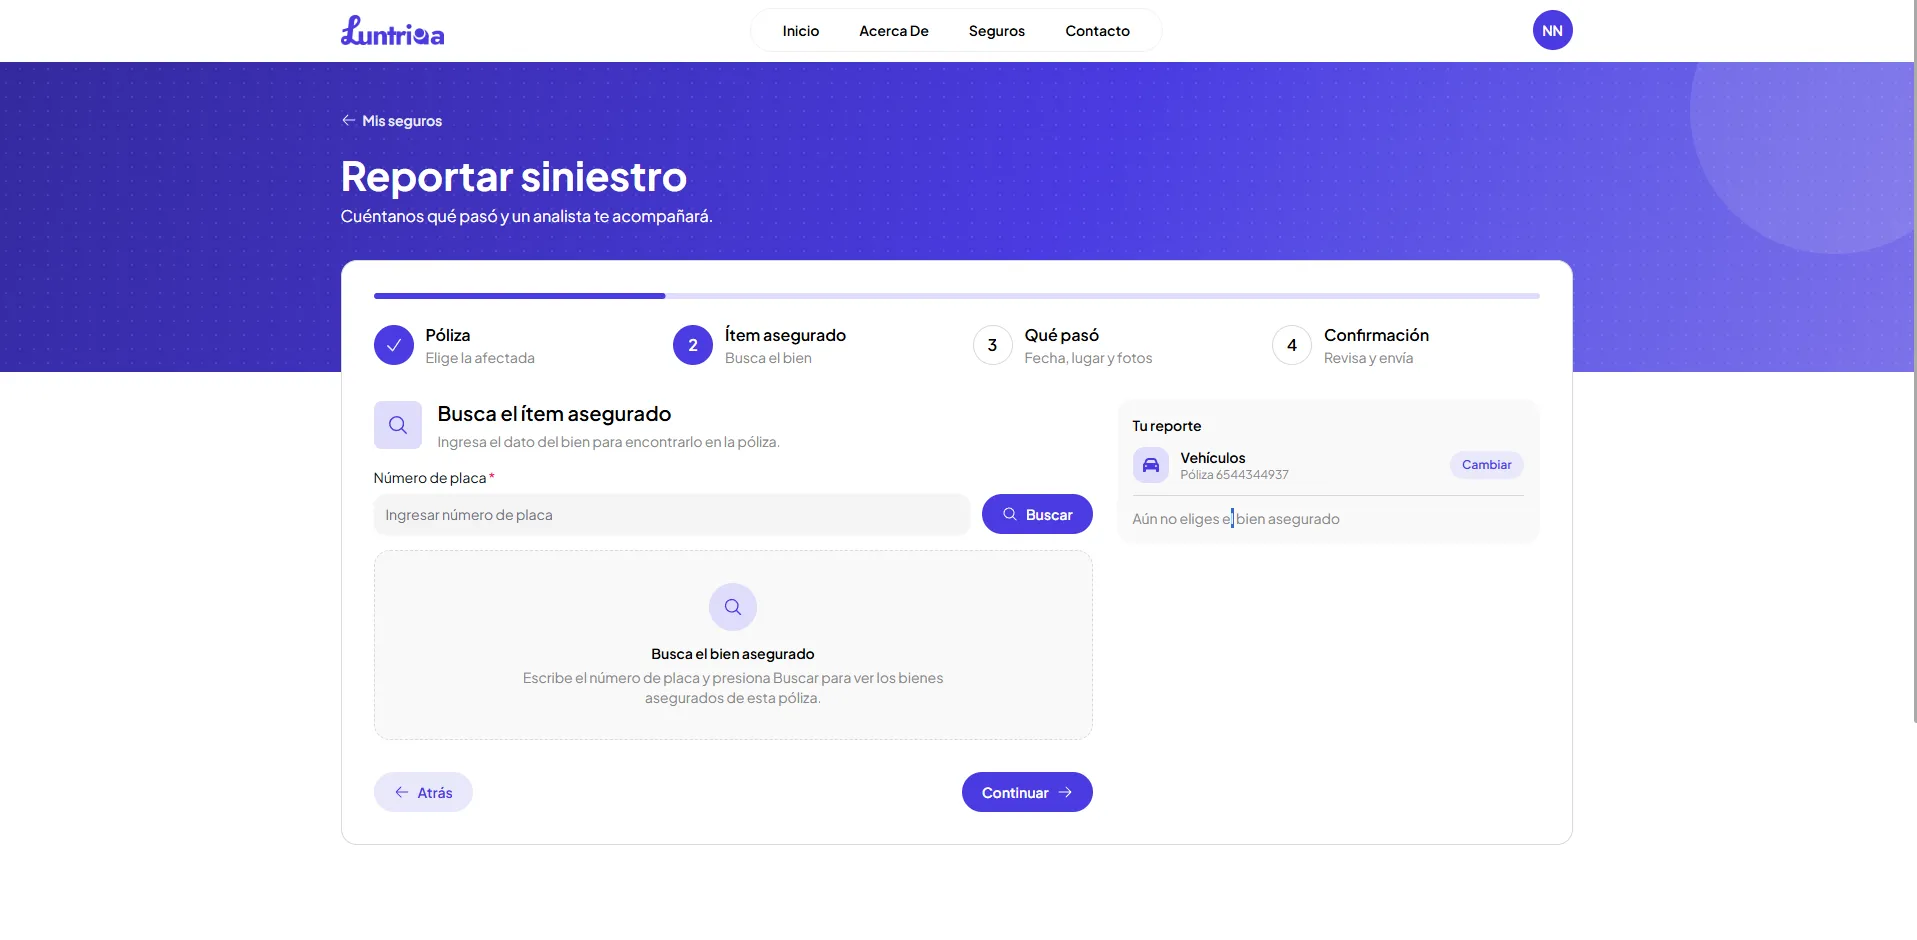 Luntriqa
Inicio
Acerca De
Seguros
Contacto
NN
Mis seguros
Reportar siniestro
Cuéntanos qué pasó y un analista te acompañará.
Póliza
Elige la afectada
2
Ítem asegurado
Busca el bien
3
Qué pasó
Fecha, lugar y fotos
4
Confirmación
Revisa y envía
Busca el ítem asegurado
Ingresa el dato del bien para encontrarlo en la póliza.
Número de placa *
Ingresar número de placa
Buscar
Busca el bien asegurado
Escribe el número de placa y presiona Buscar para ver los bienes
asegurados de esta póliza.
Atrás
Continuar
Tu reporte
Vehículos
Póliza 6544344937
Cambiar
Aún no eliges el bien asegurado